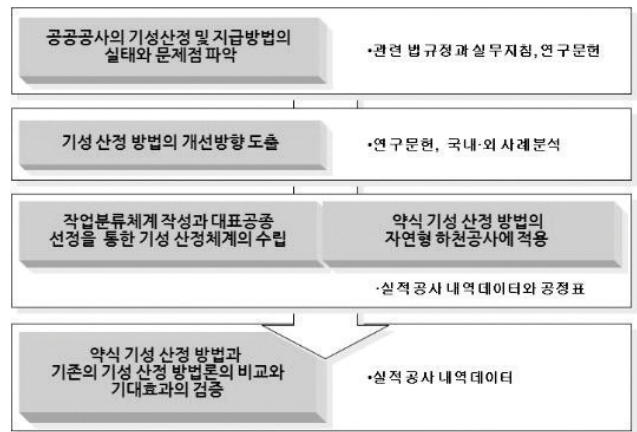 공공공사의 기성산정 및 지급방법의
실태와 문제점 파악
•관련 법규정과 실무지침, 연구문헌
기성 산정 방법의 개선방향 도출
•연구문헌, 국내·외 사례분석
작업분류체계 작성과 대표공종
선정을 통한 기성 산정체계의 수립
약식 기성 산정 방법의
자연형 하천공사에 적용
·실적공사 내역데이터와 공정표
약식 기성 산정 방법과
기존의 기성 산정 방법론의 비교와
기대효과의 검증
•실적공사 내역데이터